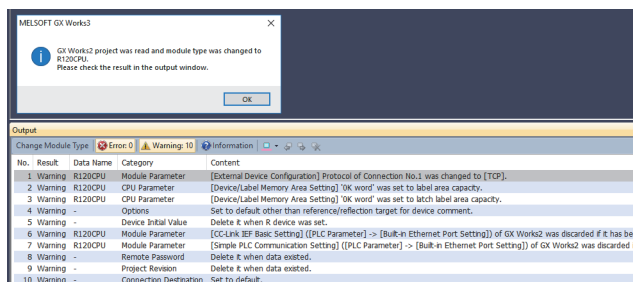 MELSOFT GX Works3
GX Works2 project was read and module type was changed to
R120CPU.
Please check the result in the output window.
OK
Output
Change Module Type Error: 0 Warning: 10 Information
No. Result Data Name Category Content
1 Warning R120CPU Module Parameter [External Device Configuration] Protocol of Connection No.1 was changed to [TCP].
2 Warning R120CPU CPU Parameter [Device/Label Memory Area Setting] '0K word' was set to label area capacity.
3 Warning R120CPU CPU Parameter [Device/Label Memory Area Setting] '0K word' was set to latch label area capacity.
4 Warning - Options Set to default other than reference/reflection target for device comment.
5 Warning - Device Initial Value Delete it when R device was set.
6 Warning R120CPU Module Parameter [CC-Link IEF Basic Setting] ([PLC Parameter] -> [Built-in Ethernet Port Setting]) of GX Works2 was discarded if it has be
7 Warning R120CPU Module Parameter [Simple PLC Communication Setting] ([PLC Parameter] -> [Built-in Ethernet Port Setting]) of GX Works2 was discarded
8 Warning - Remote Password Delete it when data existed.
9 Warning - Project Revision Delete it when data existed.
10 Warning - Connection Destination Set to default.